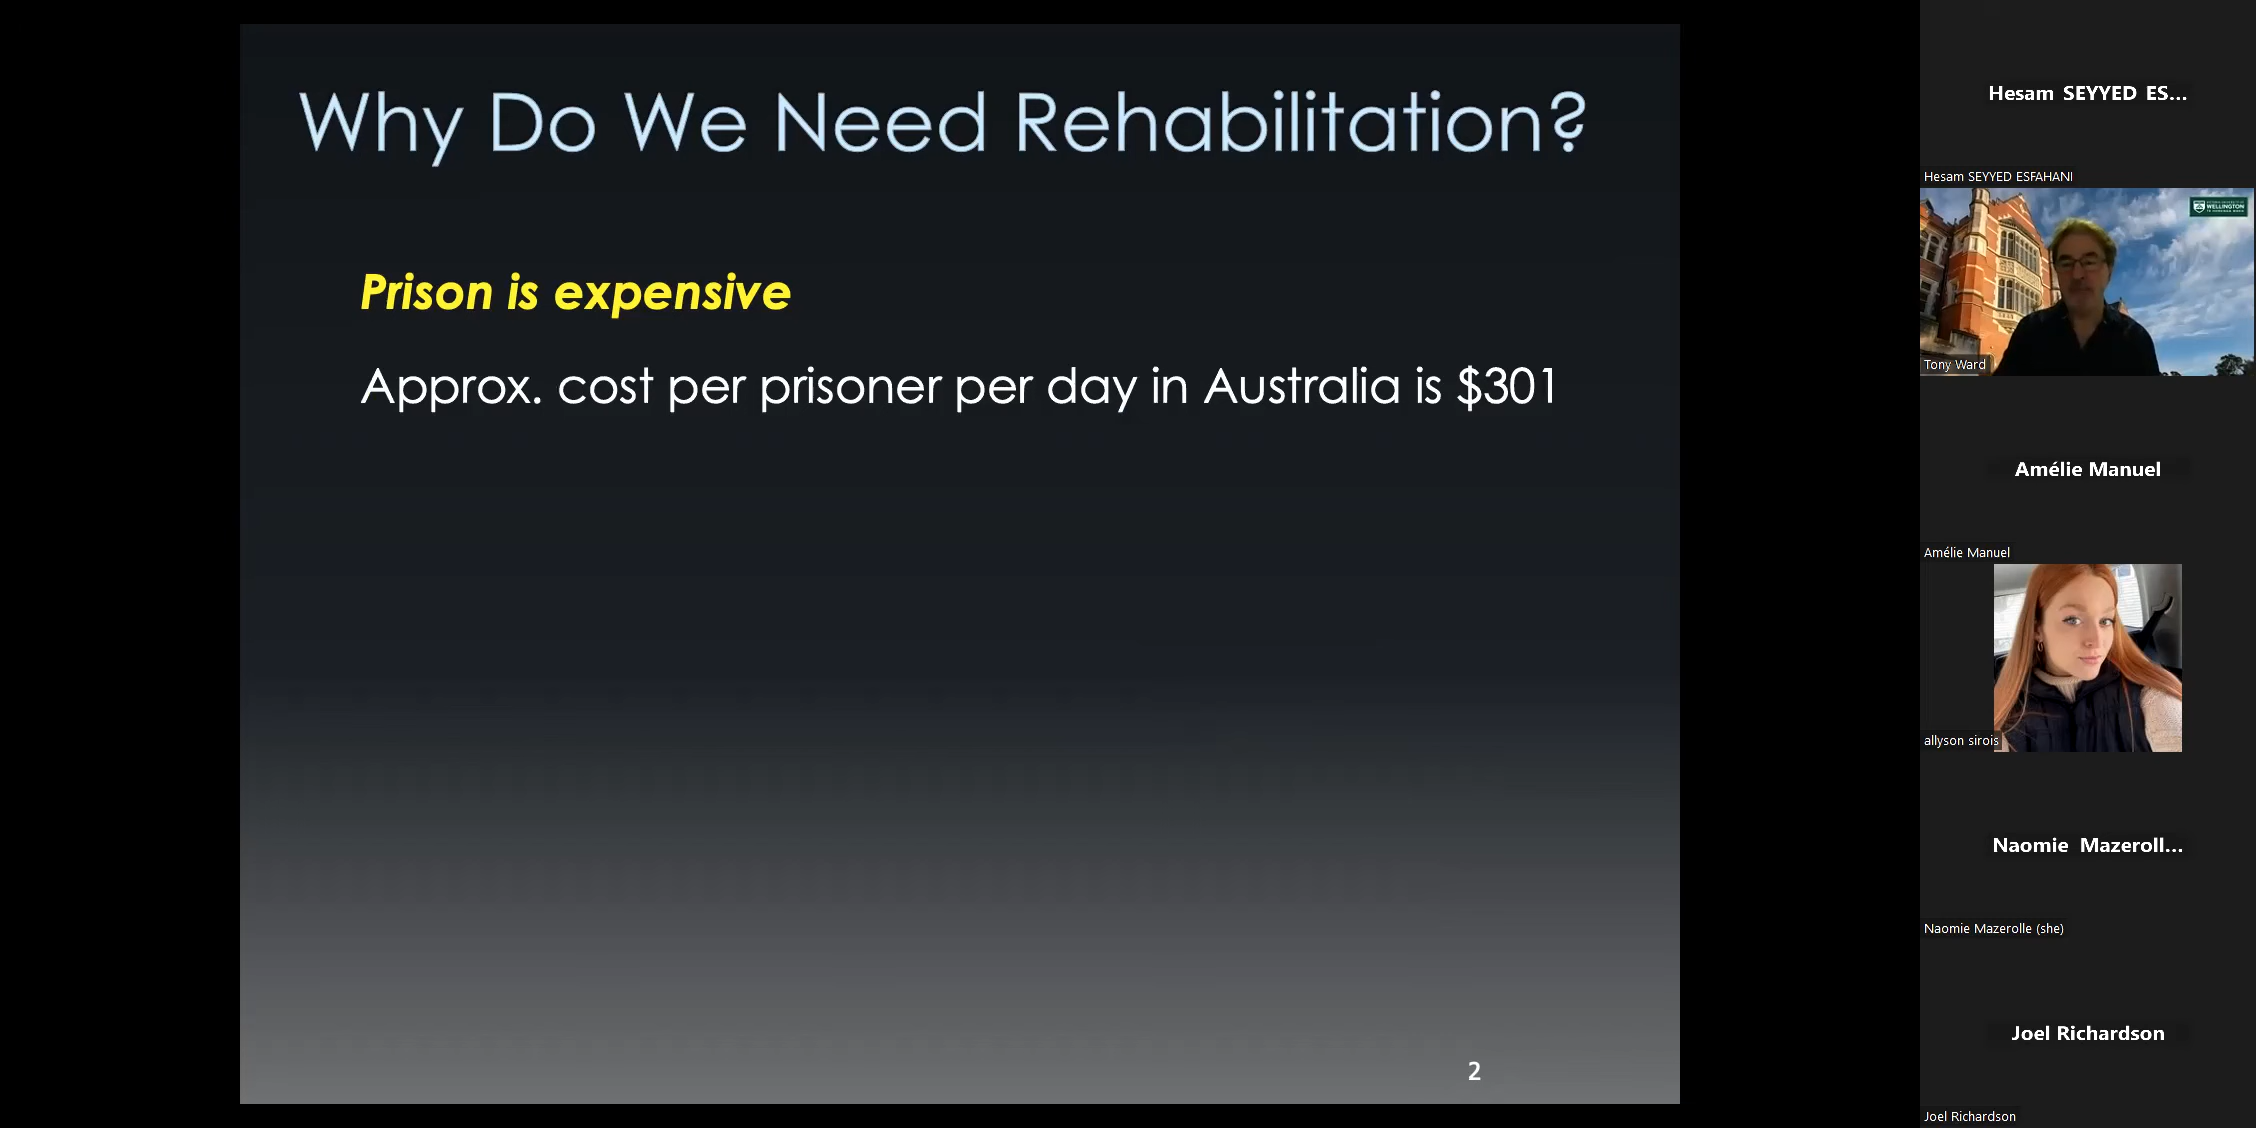 Why Do We Need Rehabilitation?
Prison is expensive
Approx. cost per prisoner per day in Australia is $301
2
Hesam SEYYED ES...
Hesam SEYYED ESFAHANI
WELLINGTON
Tony Ward
Amélie Manuel
Amélie Manuel
allyson sirois
Naomie Mazeroll...
Naomie Mazerolle (she)
Joel Richardson
Joel Richardson